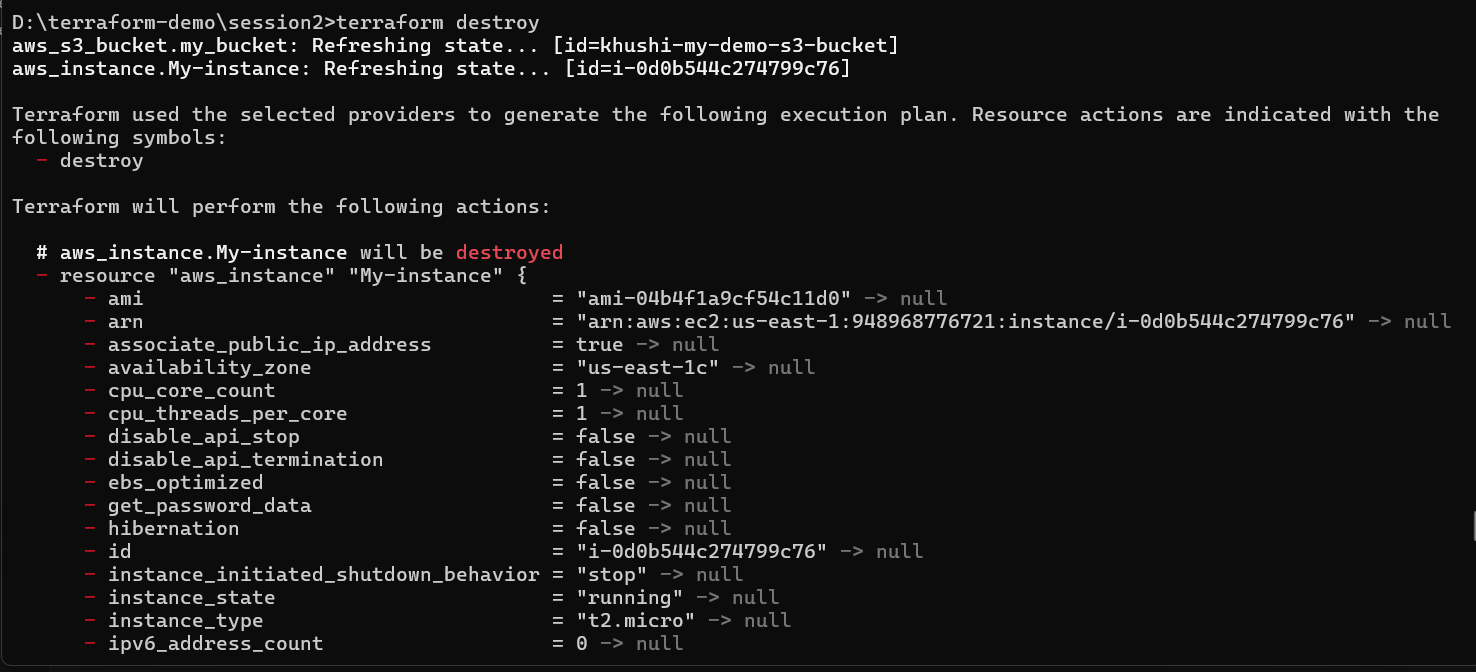 D:\terraform-demo\session2>terraform destroy
aws_s3_bucket.my_bucket: Refreshing state... [id=khushi-my-demo-s3-bucket]
aws_instance.My-instance: Refreshing state... [id=i-0d0b544c274799c76]
Terraform used the selected providers to generate the following execution plan. Resource actions are indicated with the
following symbols:
  - destroy
Terraform will perform the following actions:
  # aws_instance.My-instance will be destroyed
  - resource "aws_instance" "My-instance" {
      - ami                                  = "ami-04b4f1a9cf54c11d0" -> null
      - arn                                  = "arn:aws:ec2:us-east-1:948968776721:instance/i-0d0b544c274799c76" -> null
      - associate_public_ip_address          = true -> null
      - availability_zone                    = "us-east-1c" -> null
      - cpu_core_count                       = 1 -> null
      - cpu_threads_per_core                 = 1 -> null
      - disable_api_stop                     = false -> null
      - disable_api_termination              = false -> null
      - ebs_optimized                        = false -> null
      - get_password_data                    = false -> null
      - hibernation                          = false -> null
      - id                                   = "i-0d0b544c274799c76" -> null
      - instance_initiated_shutdown_behavior = "stop" -> null
      - instance_state                       = "running" -> null
      - instance_type                        = "t2.micro" -> null
      - ipv6_address_count                   = 0 -> null